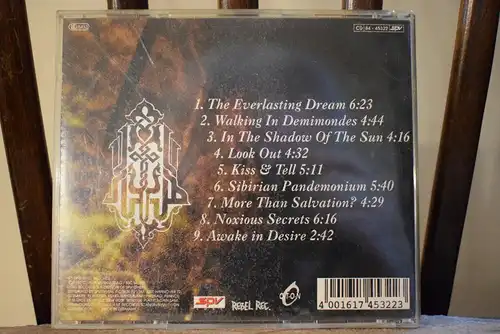 CD 084-45322 SPV
1. The Everlasting Dream 6:23
2. Walking In Demimondes 4:44
3. In The Shadow Of The Sun 4:16
4. Look Out 4:32
5. Kiss & Tell 5:11
6. Sibirian Pandemonium 5:40
7. More Than Salvation? 4:29
8. Noxious Secrets 6:16
9. Awake in Desire 2:42
SPV REBEL REC.
4 001617 453223